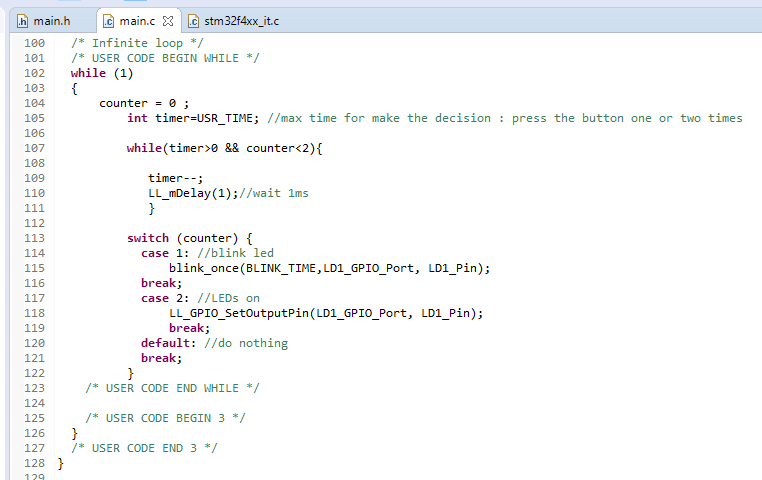 main.h main.c stm32f4xx_it.c
100 /* Infinite loop */
101 /* USER CODE BEGIN WHILE */
102 while (1)
103 {
104 counter = 0 ;
105 int timer=USR_TIME; //max time for make the decision : press the button one or two times
106
107 while(timer>0 && counter<2){
108
109 timer--;
110 LL_mDelay(1);//wait 1ms
111 }
112
113 switch (counter) {
114 case 1: //blink led
115 blink_once(BLINK_TIME,LD1_GPIO_Port, LD1_Pin);
116 break;
117 case 2: //LEDs on
118 LL_GPIO_SetOutputPin(LD1_GPIO_Port, LD1_Pin);
119 break;
120 default: //do nothing
121 break;
122 }
123 /* USER CODE END WHILE */
124
125 /* USER CODE BEGIN 3 */
126 }
127 /* USER CODE END 3 */
128 }
129